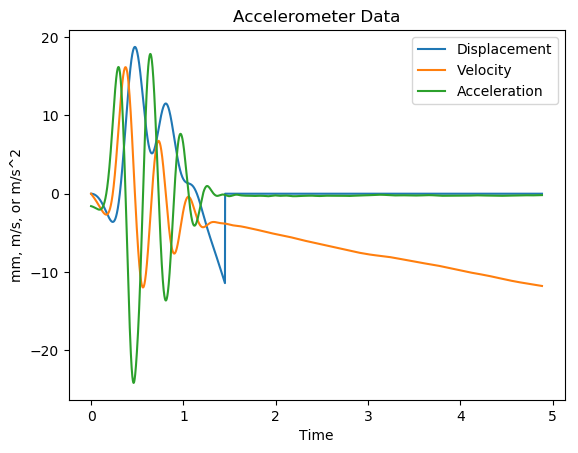 Accelerometer Data
mm, m/s, or m/s^2
20
10
0
−10
−20
Displacement
Velocity
Acceleration
0
1
2
3
4
5
Time